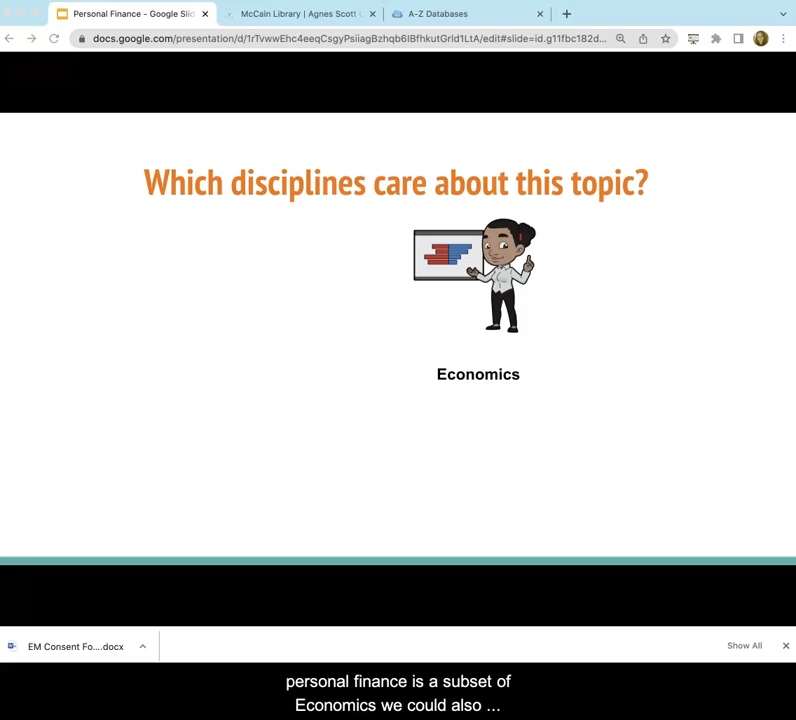 Personal Finance - Google Slid
McCain Library | Agnes Scott
A-Z Databases
docs.google.com/presentation/d/1rTvwwEhc4eeqCsgyPsiiagBzhqb6IBfhkutGrld1LtA/edit#slide=id.g11fbc182d...
Which disciplines care about this topic?
Economics
EM Consent Fo....docx
Show All
personal finance is a subset of
Economics we could also ...